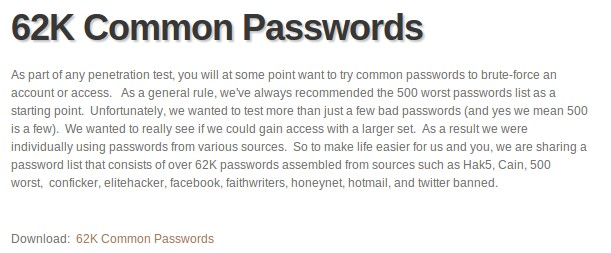 62K Common Passwords
As part of any penetration test, you will at some point want to try common passwords to brute-force an
account or access.   As a general rule, we've always recommended the 500 worst passwords list as a
starting point.  Unfortunately, we wanted to test more than just a few bad passwords (and yes we mean 500
is a few).  We wanted to really see if we could gain access with a larger set.  As a result we were
individually using passwords from various sources.  So to make life easier for us and you, we are sharing a
password list that consists of over 62K passwords assembled from sources such as Hak5, Cain, 500
worst,  conficker, elitehacker, facebook, faithwriters, honeynet, hotmail, and twitter banned.
Download:  62K Common Passwords